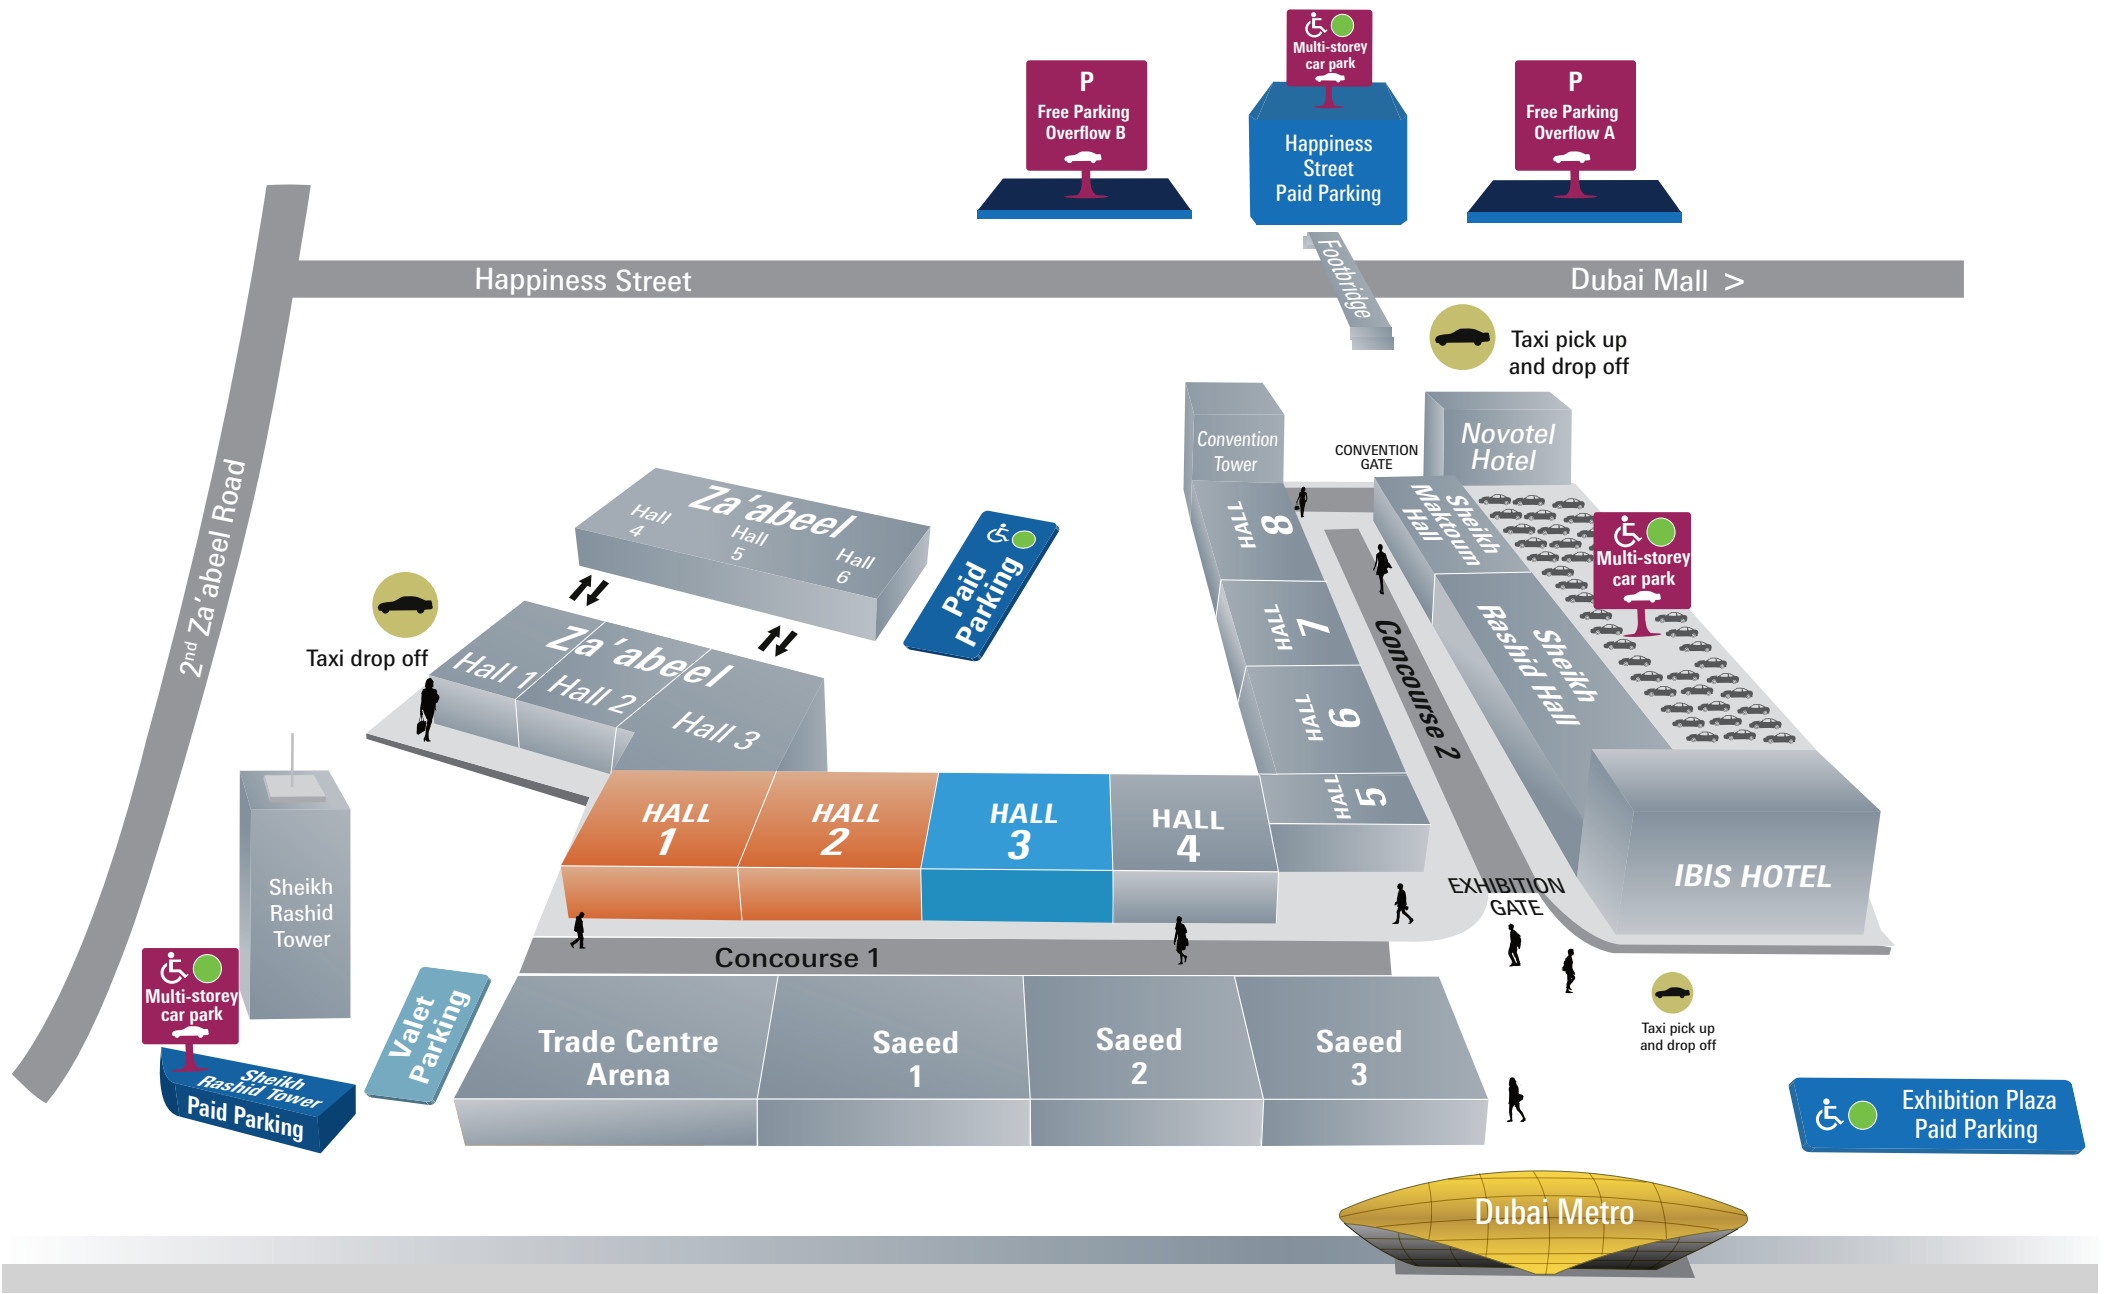 Multi-storey
car park
P
Free Parking
Overflow B
Happiness
Street
Paid Parking
P
Free Parking
Overflow A
Happiness Street
Footbridge
Dubai Mall >
Taxi pick up
and drop off
2nd Za'abeel Road
Convention
Tower
CONVENTION
GATE
Novotel
Hotel
Za'abeel
Hall
4
Hall
5
Hall
6
Paid
Parking
HALL
8
Sheikh
Maktoum
Hall
Multi-storey
car park
Taxi drop off
Za'abeel
Hall 1
Hall 2
Hall 3
HALL
7
HALL
6
HALL
5
Concourse 2
Sheikh
Rashid Hall
HALL
1
HALL
2
HALL
3
HALL
4
EXHIBITION
GATE
IBIS HOTEL
Sheikh
Rashid
Tower
Concourse 1
Multi-storey
car park
Sheikh
Rashid Tower
Paid Parking
Valet
Parking
Trade Centre
Arena
Saeed
1
Saeed
2
Saeed
3
Taxi pick up
and drop off
Exhibition Plaza
Paid Parking
Dubai Metro